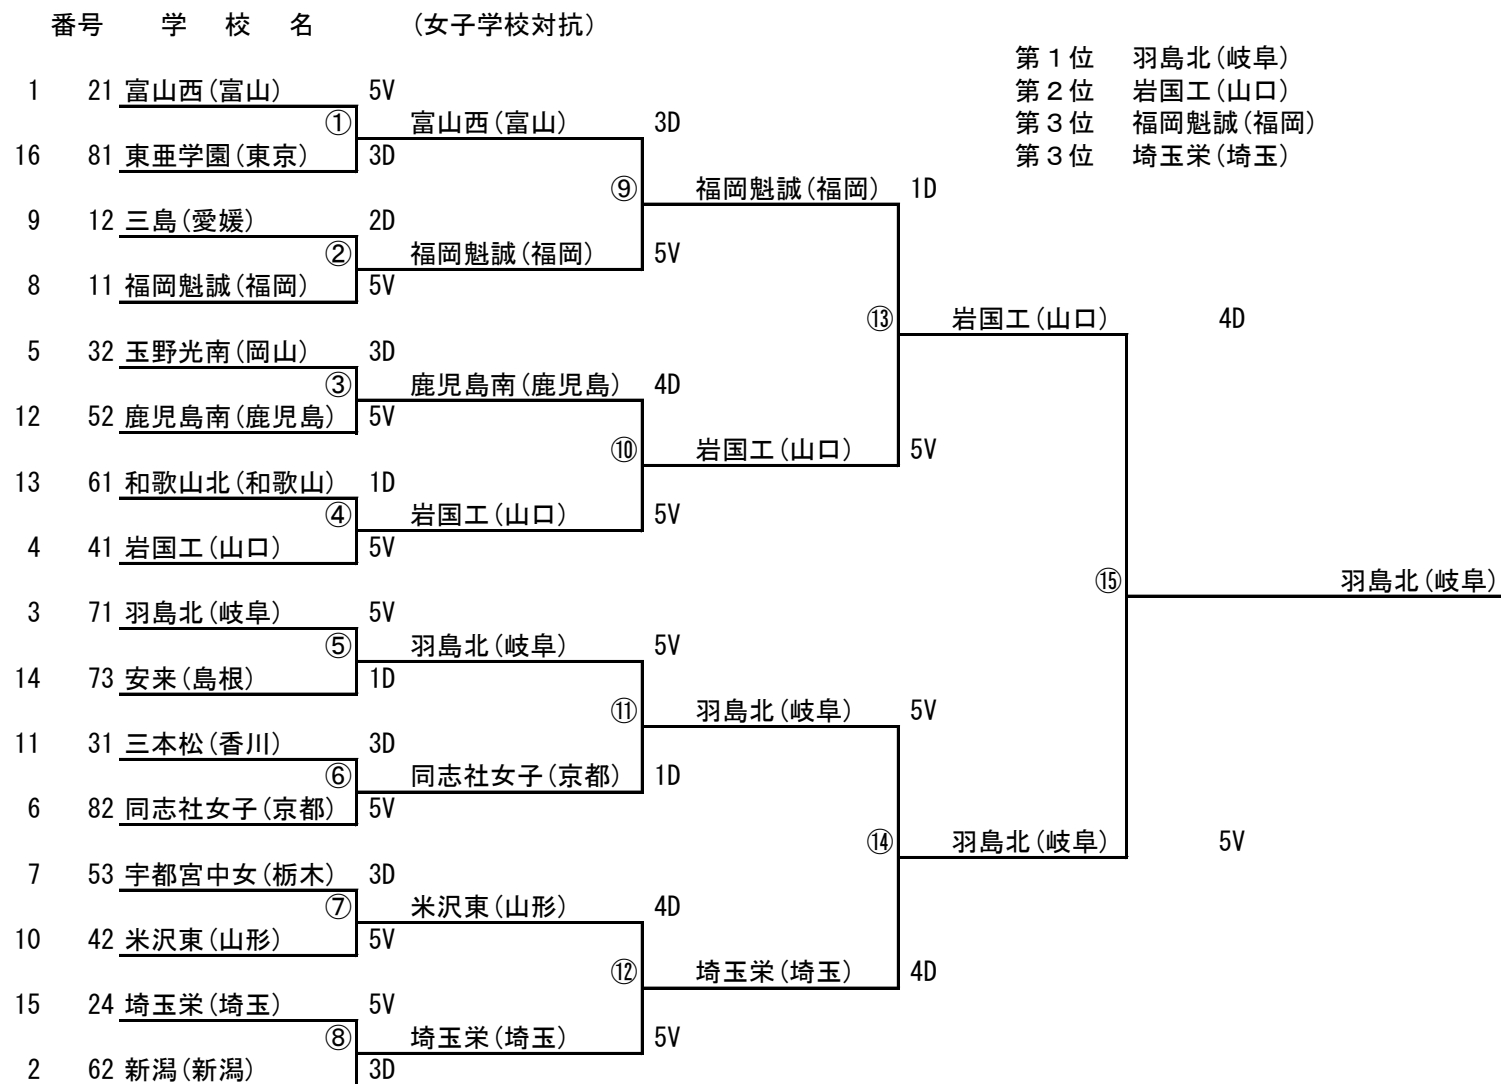 番号 学 校 名 (女子学校対抗)
第1位 羽島北(岐阜)
1 21 富山西(富山) 5V 第2位 岩国工(山口)
① 富山西(富山) 3D 第3位 福岡魁誠(福岡)
16 81 東亜学園(東京) 3D 第3位 埼玉栄(埼玉)
⑨ 福岡魁誠(福岡) 1D
9 12 三島(愛媛) 2D
② 福岡魁誠(福岡) 5V
8 11 福岡魁誠(福岡) 5V
⑬ 岩国工(山口) 4D
5 32 玉野光南(岡山) 3D
③ 鹿児島南(鹿児島) 4D
12 52 鹿児島南(鹿児島) 5V
⑩ 岩国工(山口) 5V
13 61 和歌山北(和歌山) 1D
④ 岩国工(山口) 5V
4 41 岩国工(山口) 5V
⑮ 羽島北(岐阜)
3 71 羽島北(岐阜) 5V
⑤ 羽島北(岐阜) 5V
14 73 安来(島根) 1D
⑪ 羽島北(岐阜) 5V
11 31 三本松(香川) 3D
⑥ 同志社女子(京都) 1D
6 82 同志社女子(京都) 5V
⑭ 羽島北(岐阜) 5V
7 53 宇都宮中女(栃木) 3D
⑦ 米沢東(山形) 4D
10 42 米沢東(山形) 5V
⑫ 埼玉栄(埼玉) 4D
15 24 埼玉栄(埼玉) 5V
⑧ 埼玉栄(埼玉) 5V
2 62 新潟(新潟) 3D